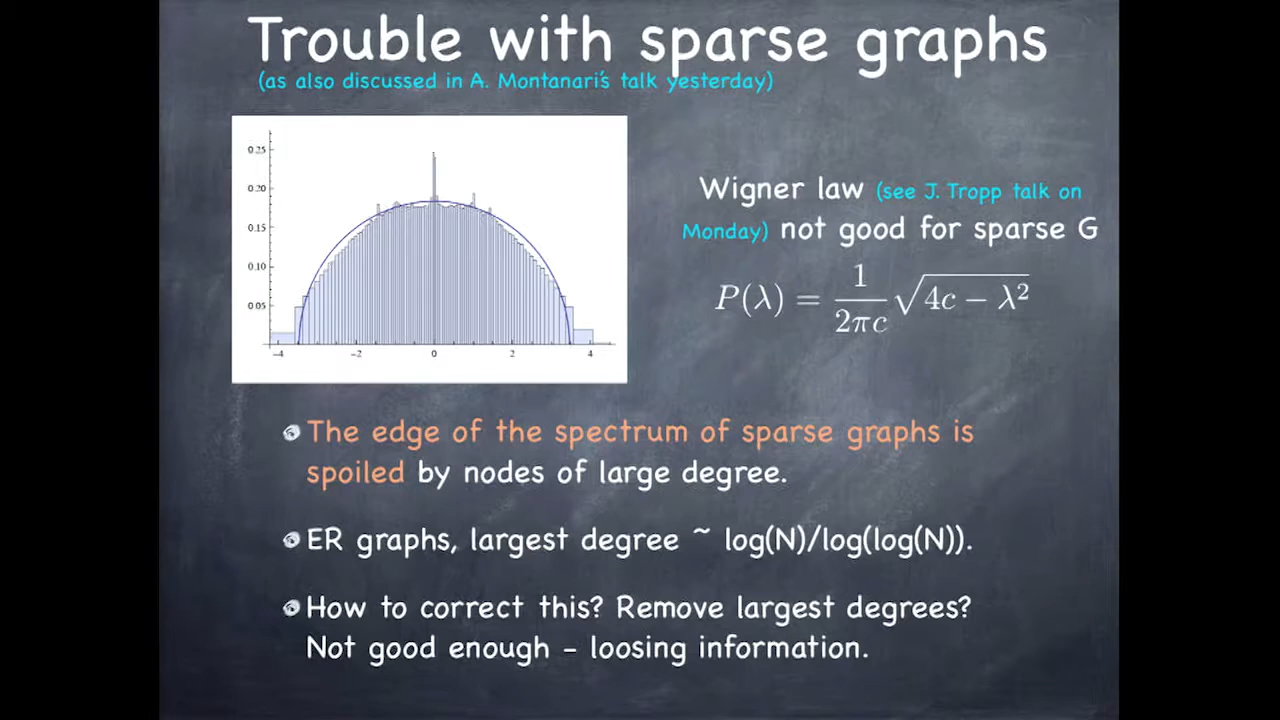 Trouble with sparse graphs
(as also discussed in A. Montanari's talk yesterday)
0.25
0.20
0.15
0.10
0.05
-4
-2
0
2
4
Wigner law (see J. Tropp talk on
Monday) not good for sparse G
P(λ) = 1/(2πc) √(4c − λ²)
The edge of the spectrum of sparse graphs is
spoiled by nodes of large degree.
ER graphs, largest degree ~ log(N)/log(log(N)).
How to correct this? Remove largest degrees?
Not good enough – loosing information.